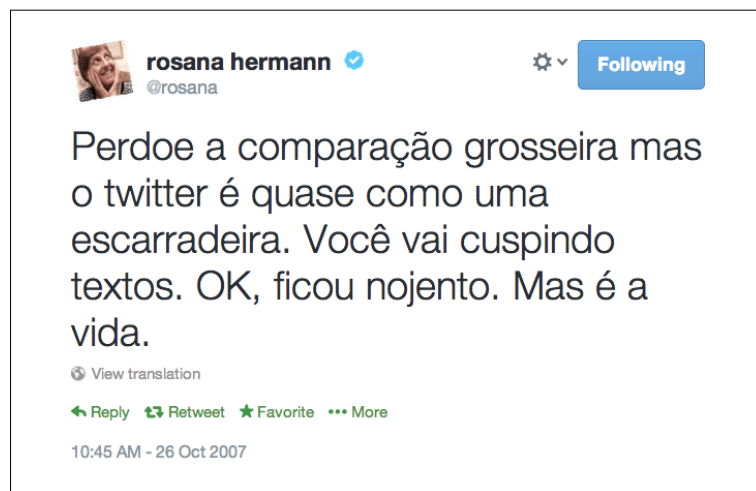 rosana hermann
@rosana
Following
Perdoe a comparação grosseira mas
o twitter é quase como uma
escarradeira. Você vai cuspindo
textos. OK, ficou nojento. Mas é a
vida.
View translation
Reply Retweet Favorite More
10:45 AM - 26 Oct 2007